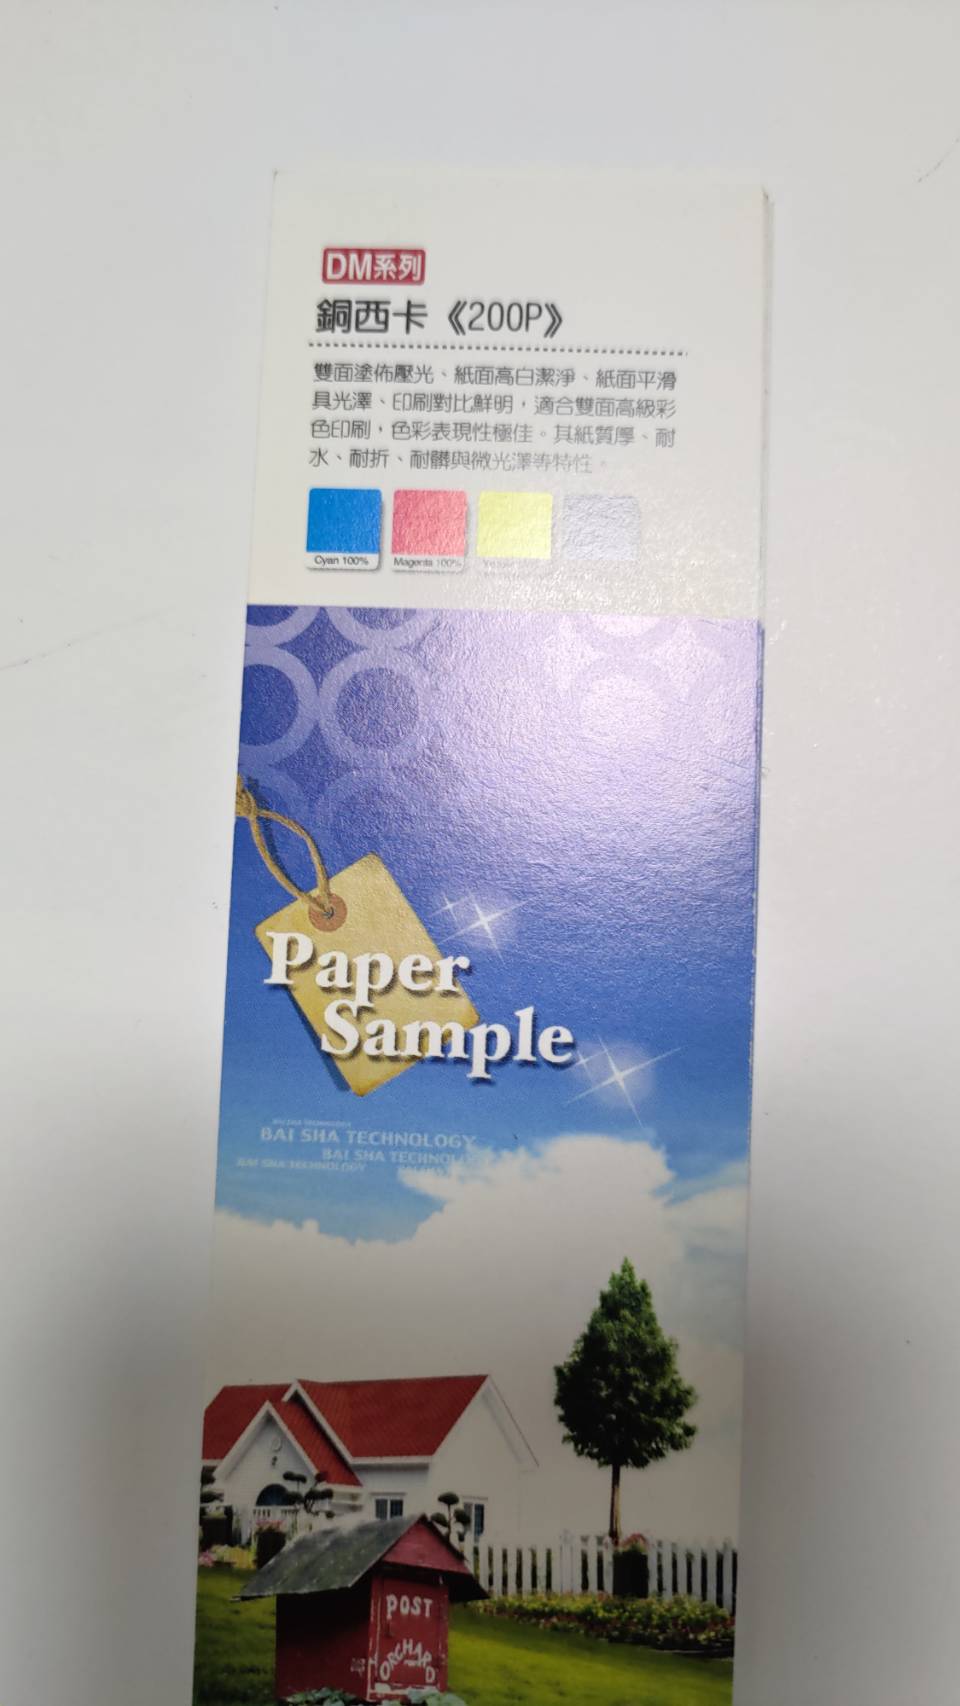 DM系列
銅西卡《200P》
雙面塗佈壓光、紙面高白潔淨、紙面平滑
具光澤、印刷對比鮮明，適合雙面高級彩
色印刷，色彩表現性極佳。其紙質厚、耐
水、耐折、耐髒與微光澤等特性。
Cyan 100% Magenta 100% Yellow
Paper
Sample
BAI SHA TECHNOLOGY
BAI SHA TECHNOLOGY
BAI SHA TECHNOLOGY
BAI SHA
POST
ORCHARD